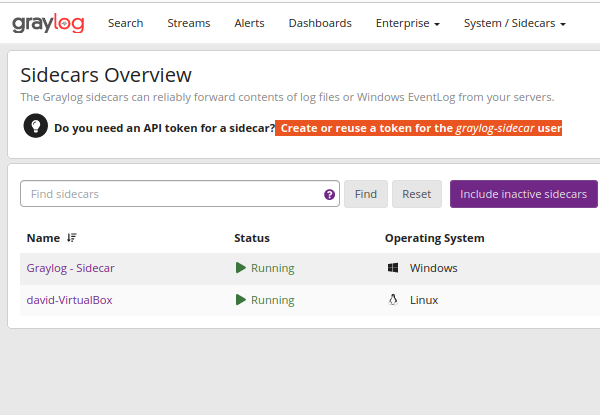 graylog Search Streams Alerts Dashboards Enterprise System / Sidecars
Sidecars Overview
The Graylog sidecars can reliably forward contents of log files or Windows EventLog from your servers.
Do you need an API token for a sidecar? Create or reuse a token for the graylog-sidecar user
Find sidecars ? Find Reset Include inactive sidecars
Name Status Operating System
Graylog - Sidecar Running Windows
david-VirtualBox Running Linux